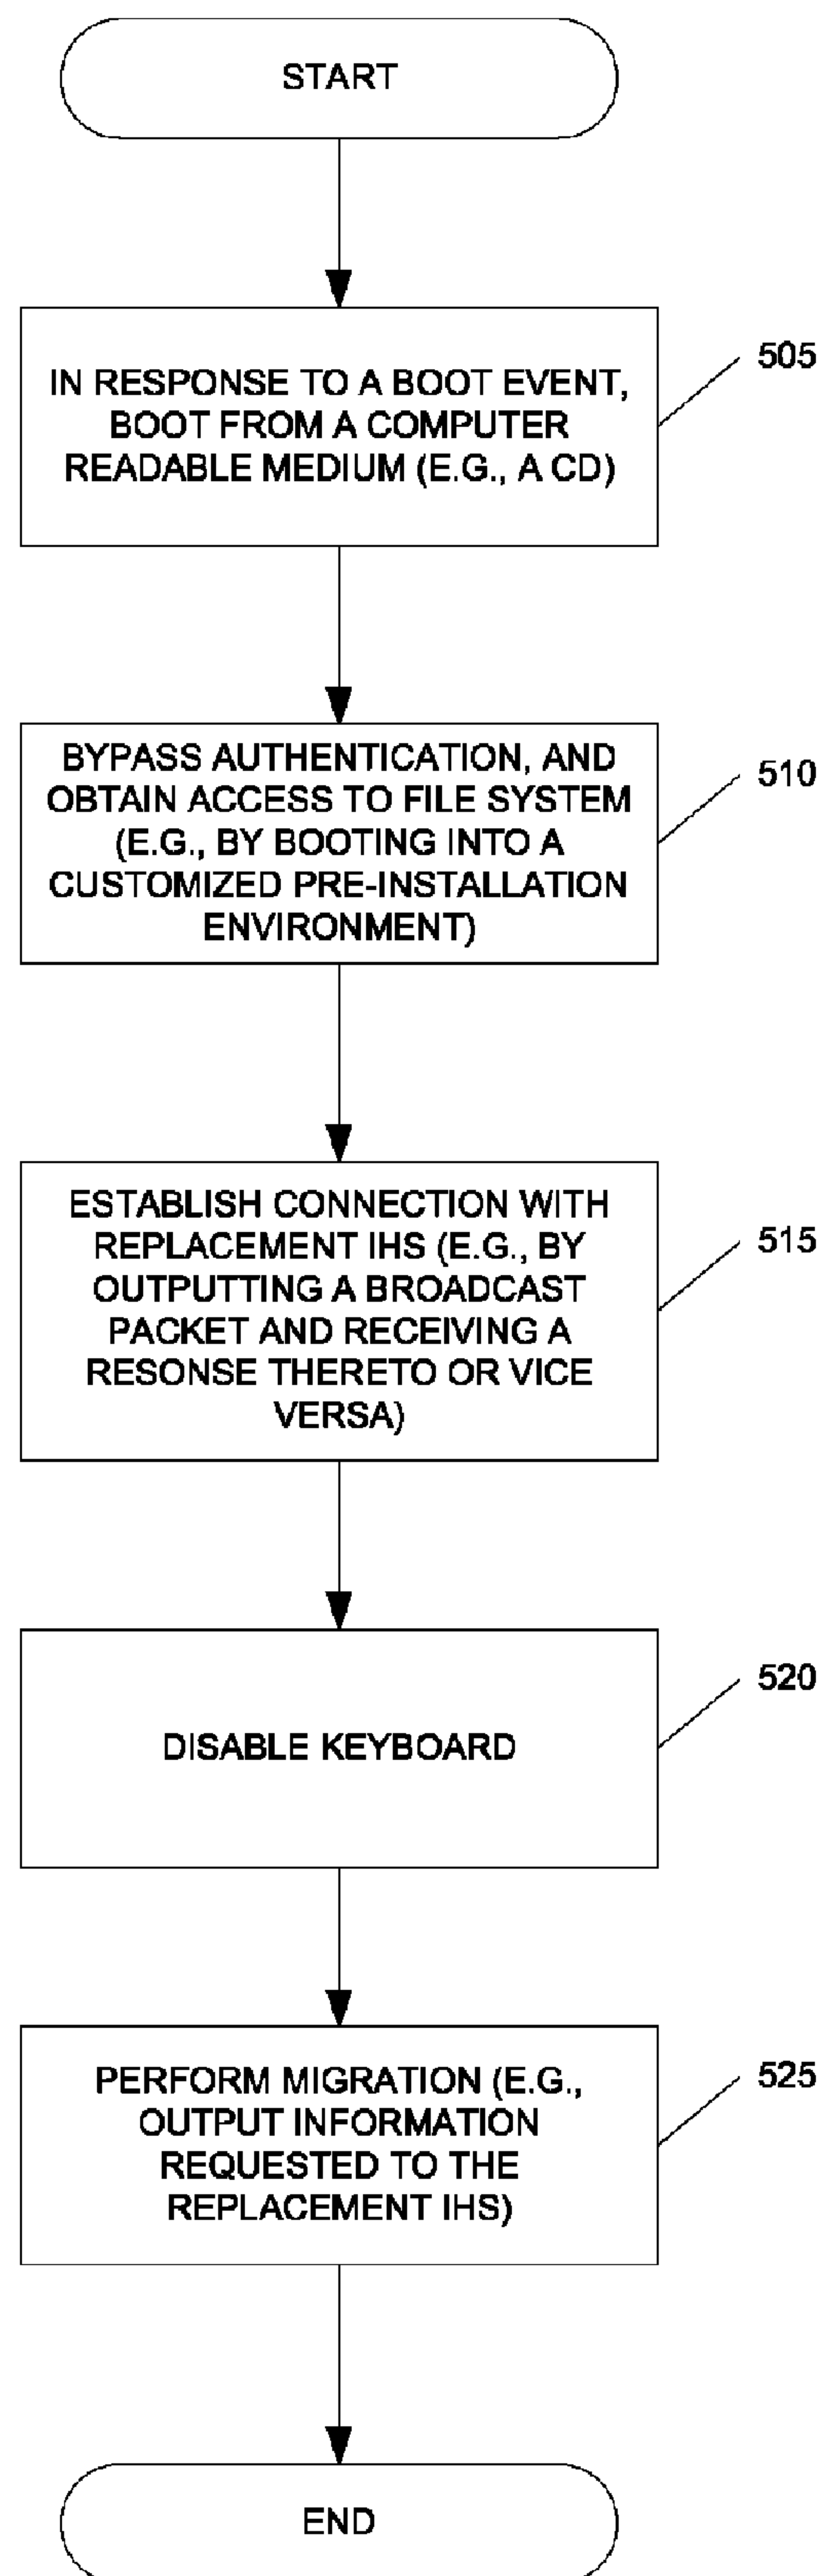 START
IN RESPONSE TO A BOOT EVENT,
BOOT FROM A COMPUTER
READABLE MEDIUM (E.G., A CD)
505
BYPASS AUTHENTICATION, AND
OBTAIN ACCESS TO FILE SYSTEM
(E.G., BY BOOTING INTO A
CUSTOMIZED PRE-INSTALLATION
ENVIRONMENT)
510
ESTABLISH CONNECTION WITH
REPLACEMENT IHS (E.G., BY
OUTPUTTING A BROADCAST
PACKET AND RECEIVING A
RESONSE THERETO OR VICE
VERSA)
515
DISABLE KEYBOARD
520
PERFORM MIGRATION (E.G.,
OUTPUT INFORMATION
REQUESTED TO THE
REPLACEMENT IHS)
525
END